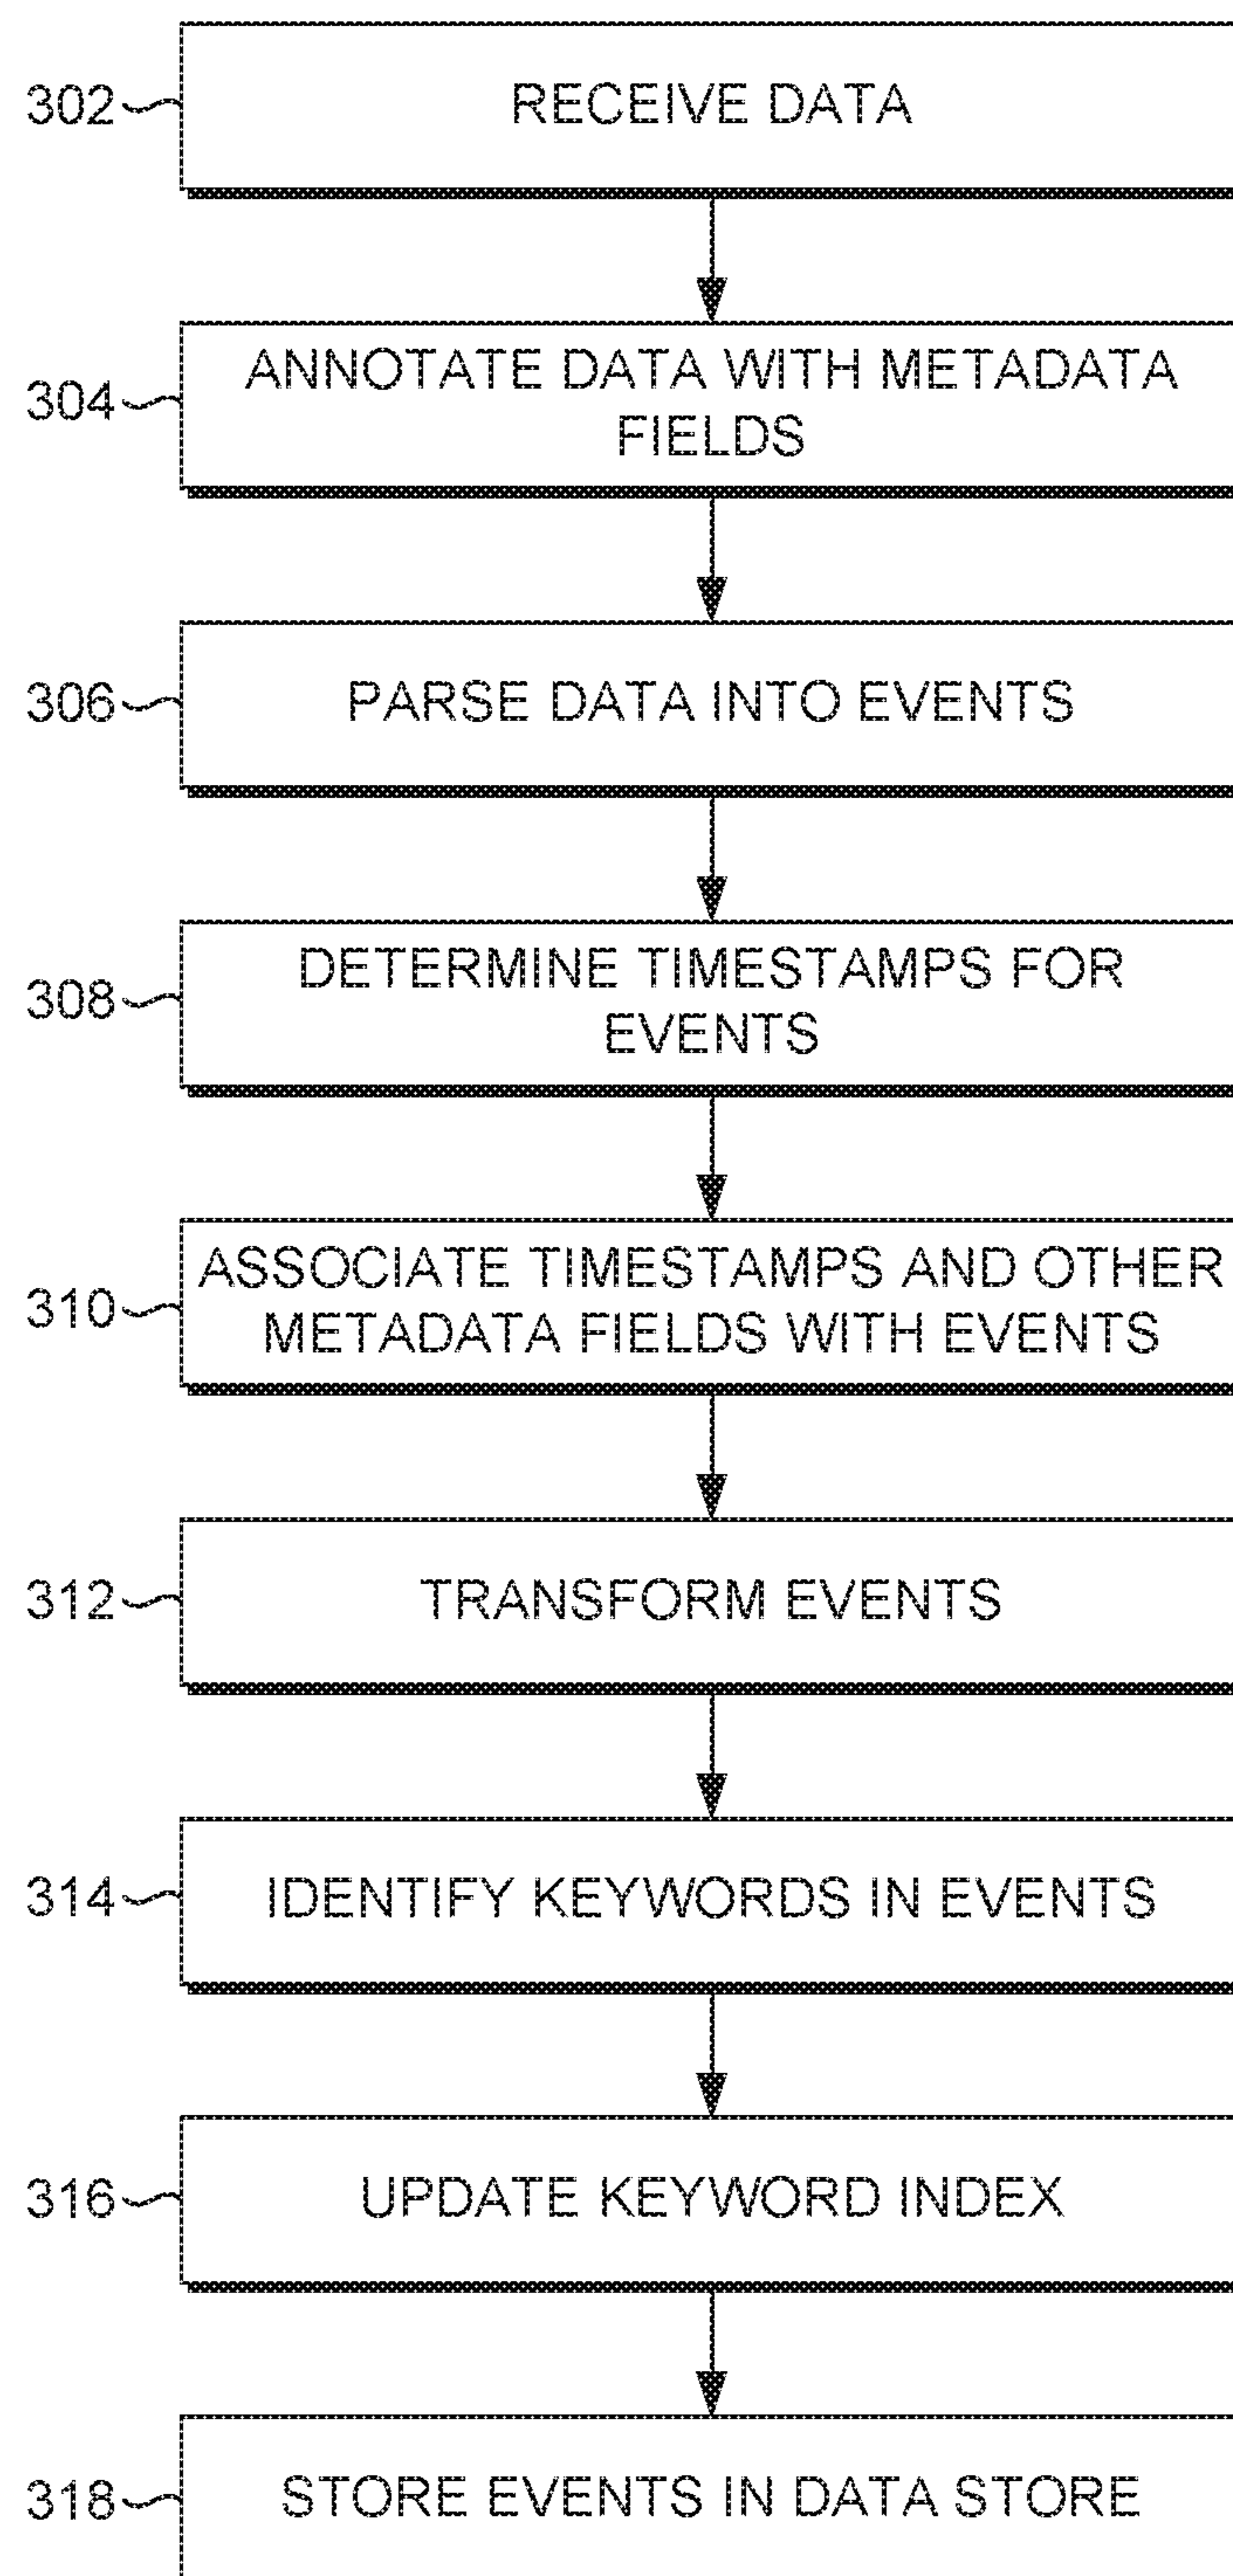 302
RECEIVE DATA
304
ANNOTATE DATA WITH METADATA
FIELDS
306
PARSE DATA INTO EVENTS
308
DETERMINE TIMESTAMPS FOR
EVENTS
310
ASSOCIATE TIMESTAMPS AND OTHER
METADATA FIELDS WITH EVENTS
312
TRANSFORM EVENTS
314
IDENTIFY KEYWORDS IN EVENTS
316
UPDATE KEYWORD INDEX
318
STORE EVENTS IN DATA STORE